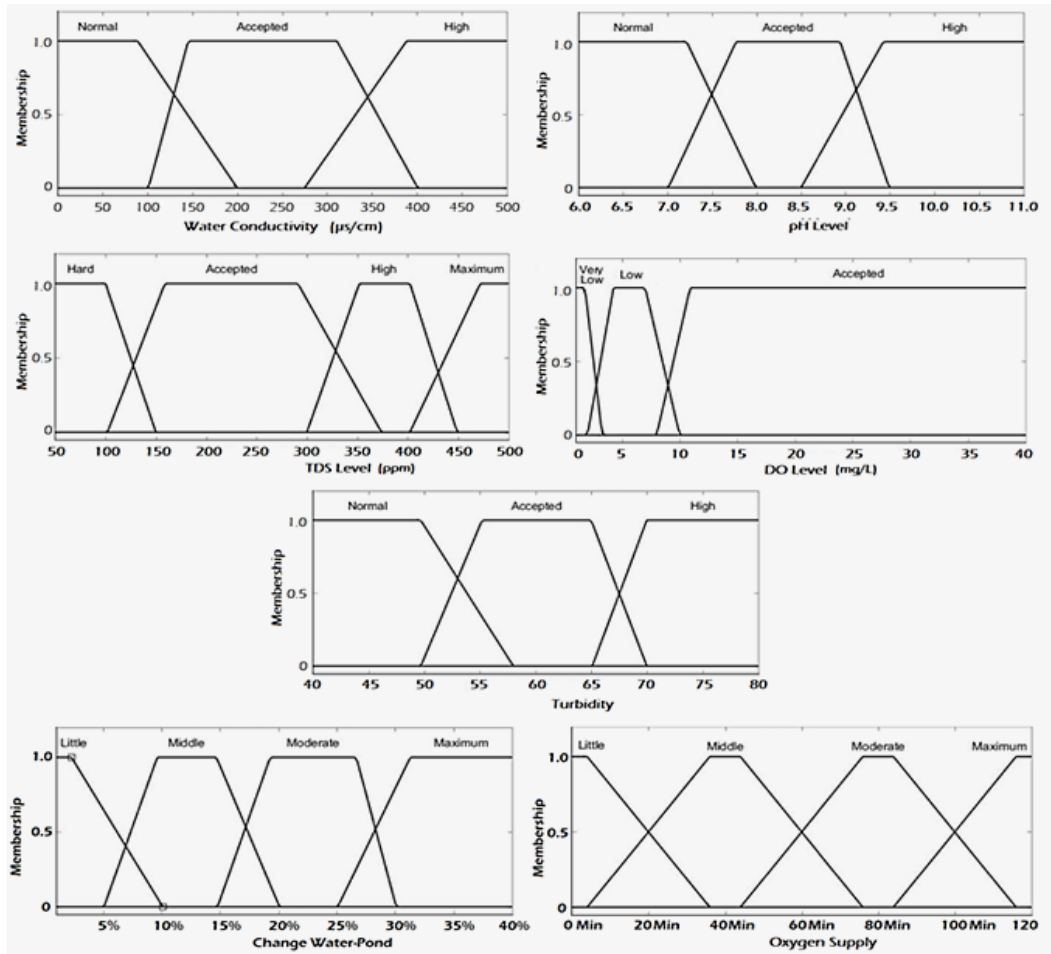 Normal Accepted High
1.0
0.5
0
Membership
0 50 100 150 200 250 300 350 400 450 500
Water Conductivity (µs/cm)
Normal Accepted High
1.0
0.5
0
Membership
6.0 6.5 7.0 7.5 8.0 8.5 9.0 9.5 10.0 10.5 11.0
pH Level
Hard Accepted High Maximum
1.0
0.5
0
Membership
50 100 150 200 250 300 350 400 450 500
TDS Level (ppm)
Very
Low Low Accepted
1.0
0.5
0
Membership
0 5 10 15 20 25 30 35 40
DO Level (mg/L)
Normal Accepted High
1.0
0.5
0
Membership
40 45 50 55 60 65 70 75 80
Turbidity
Little Middle Moderate Maximum
1.0
0.5
0
Membership
5% 10% 15% 20% 25% 30% 35% 40%
Change Water-Pond
Little Middle Moderate Maximum
1.0
0.5
0
Membership
0 Min 20Min 40Min 60Min 80Min 100Min 120
Oxygen Supply